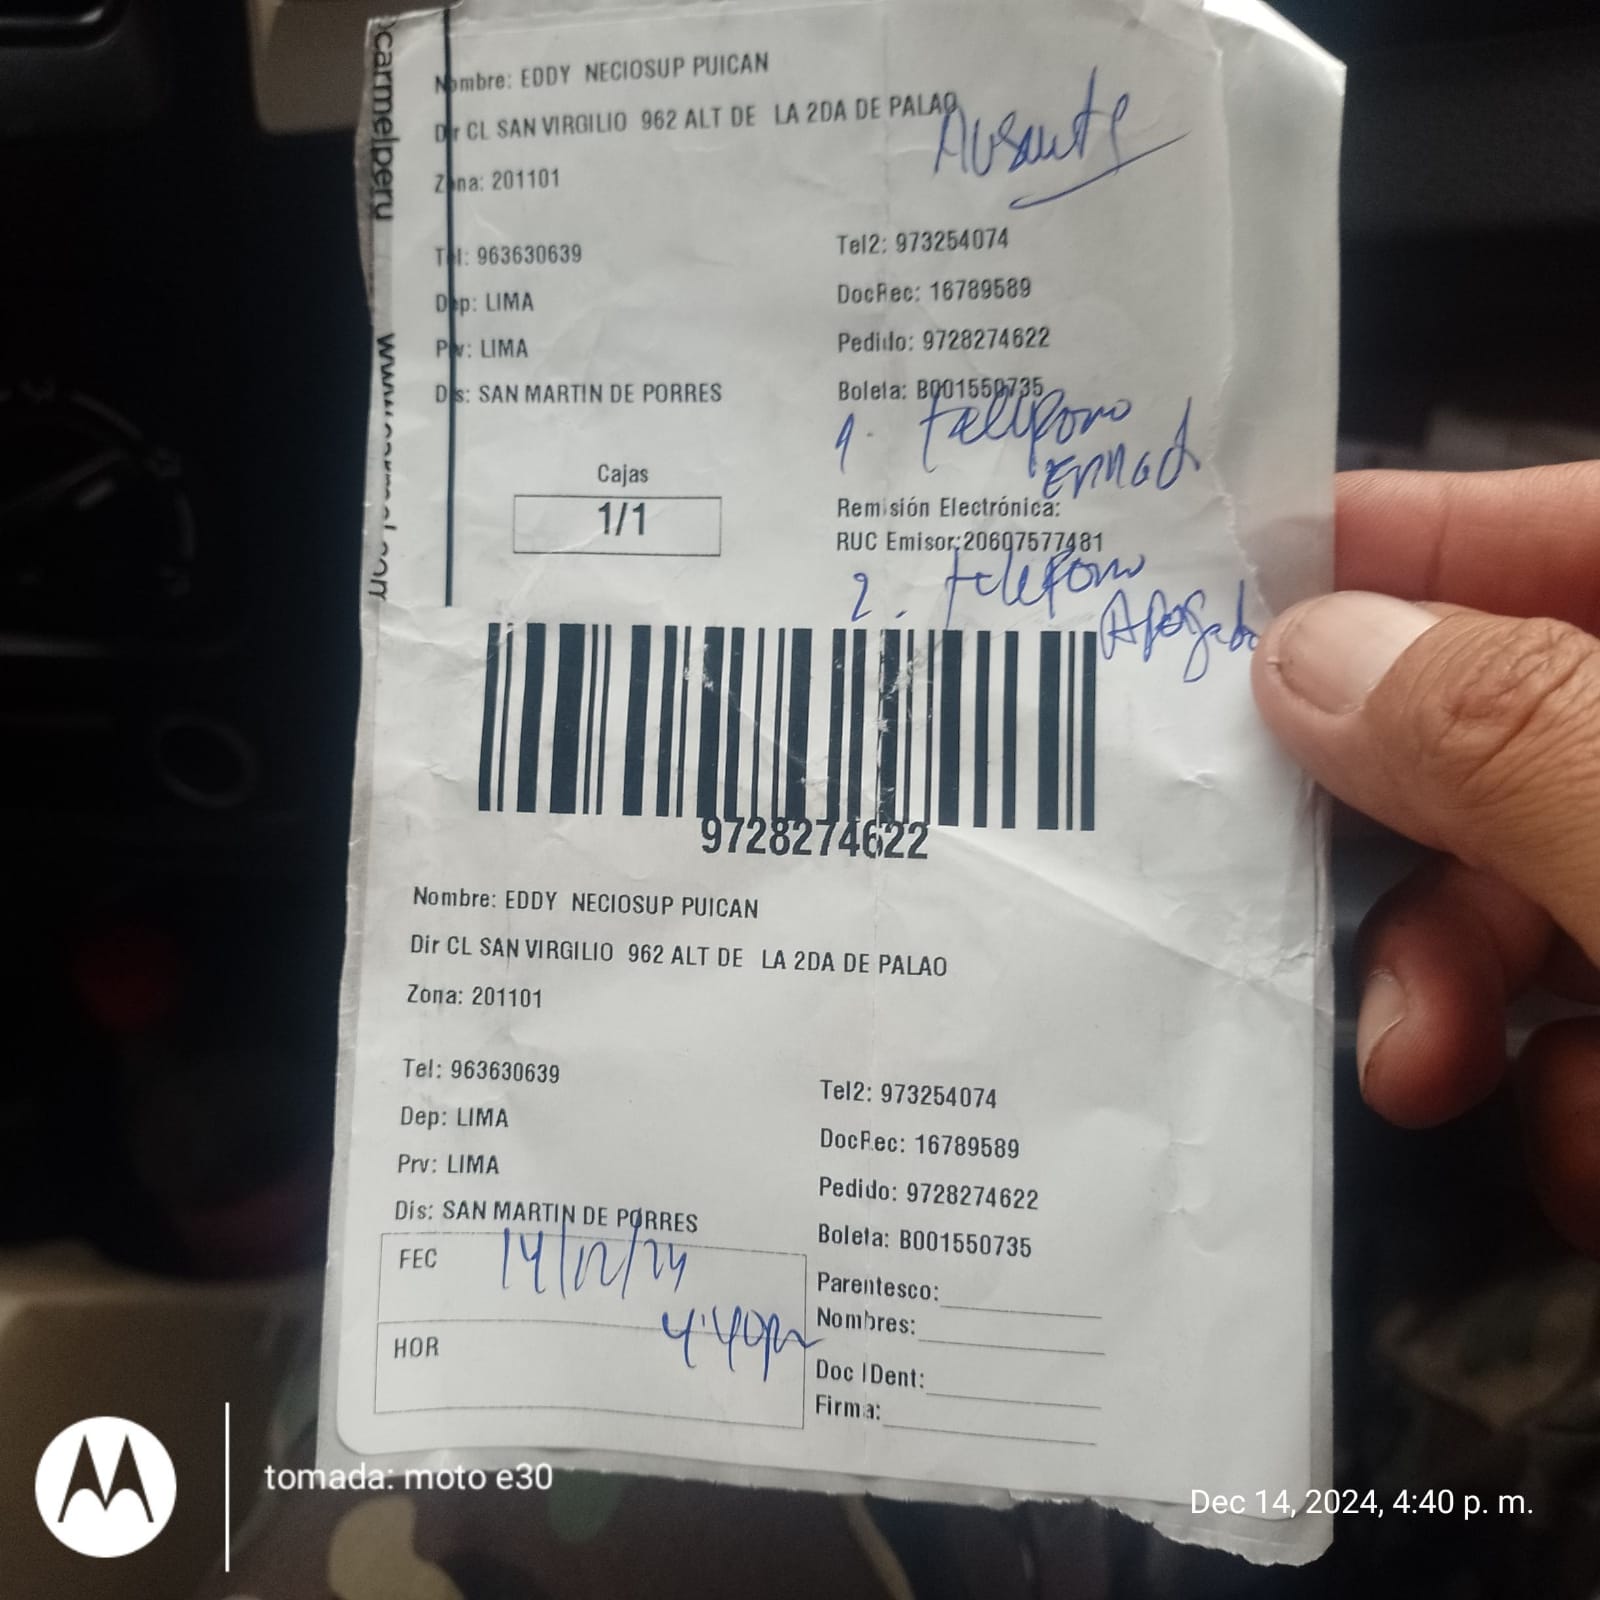 carmelperu
Nombre: EDDY NECIOSUP PUICAN
Dir CL SAN VIRGILIO 962 ALT DE LA 2DA DE PALAO
Ausente
Zona: 201101
Tel: 963630639
Tel2: 973254074
Dep: LIMA
DocRec: 16789589
Prv: LIMA
Pedido: 9728274622
Dis: SAN MARTIN DE PORRES
Boleta: B001550735
1. telefono
Errad
Cajas
1/1
Remisión Electrónica:
RUC Emisor:20607577481
2. telefono
Apagado
9728274622
Nombre: EDDY NECIOSUP PUICAN
Dir CL SAN VIRGILIO 962 ALT DE LA 2DA DE PALAO
Zona: 201101
Tel: 963630639
Tel2: 973254074
Dep: LIMA
DocRec: 16789589
Prv: LIMA
Pedido: 9728274622
Dis: SAN MARTIN DE PORRES
Boleta: B001550735
FEC 14/12/24
Parentesco:
Nombres:
HOR 4:40pm
Doc IDent:
Firma:
tomada: moto e30
Dec 14, 2024, 4:40 p. m.